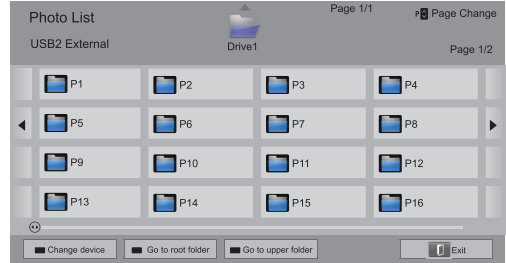 Photo List
Page 1/1
P Page Change
USB2 External
Drive1
Page 1/2
P1 P2 P3 P4
P5 P6 P7 P8
P9 P10 P11 P12
P13 P14 P15 P16
Change device Go to root folder Go to upper folder Exit